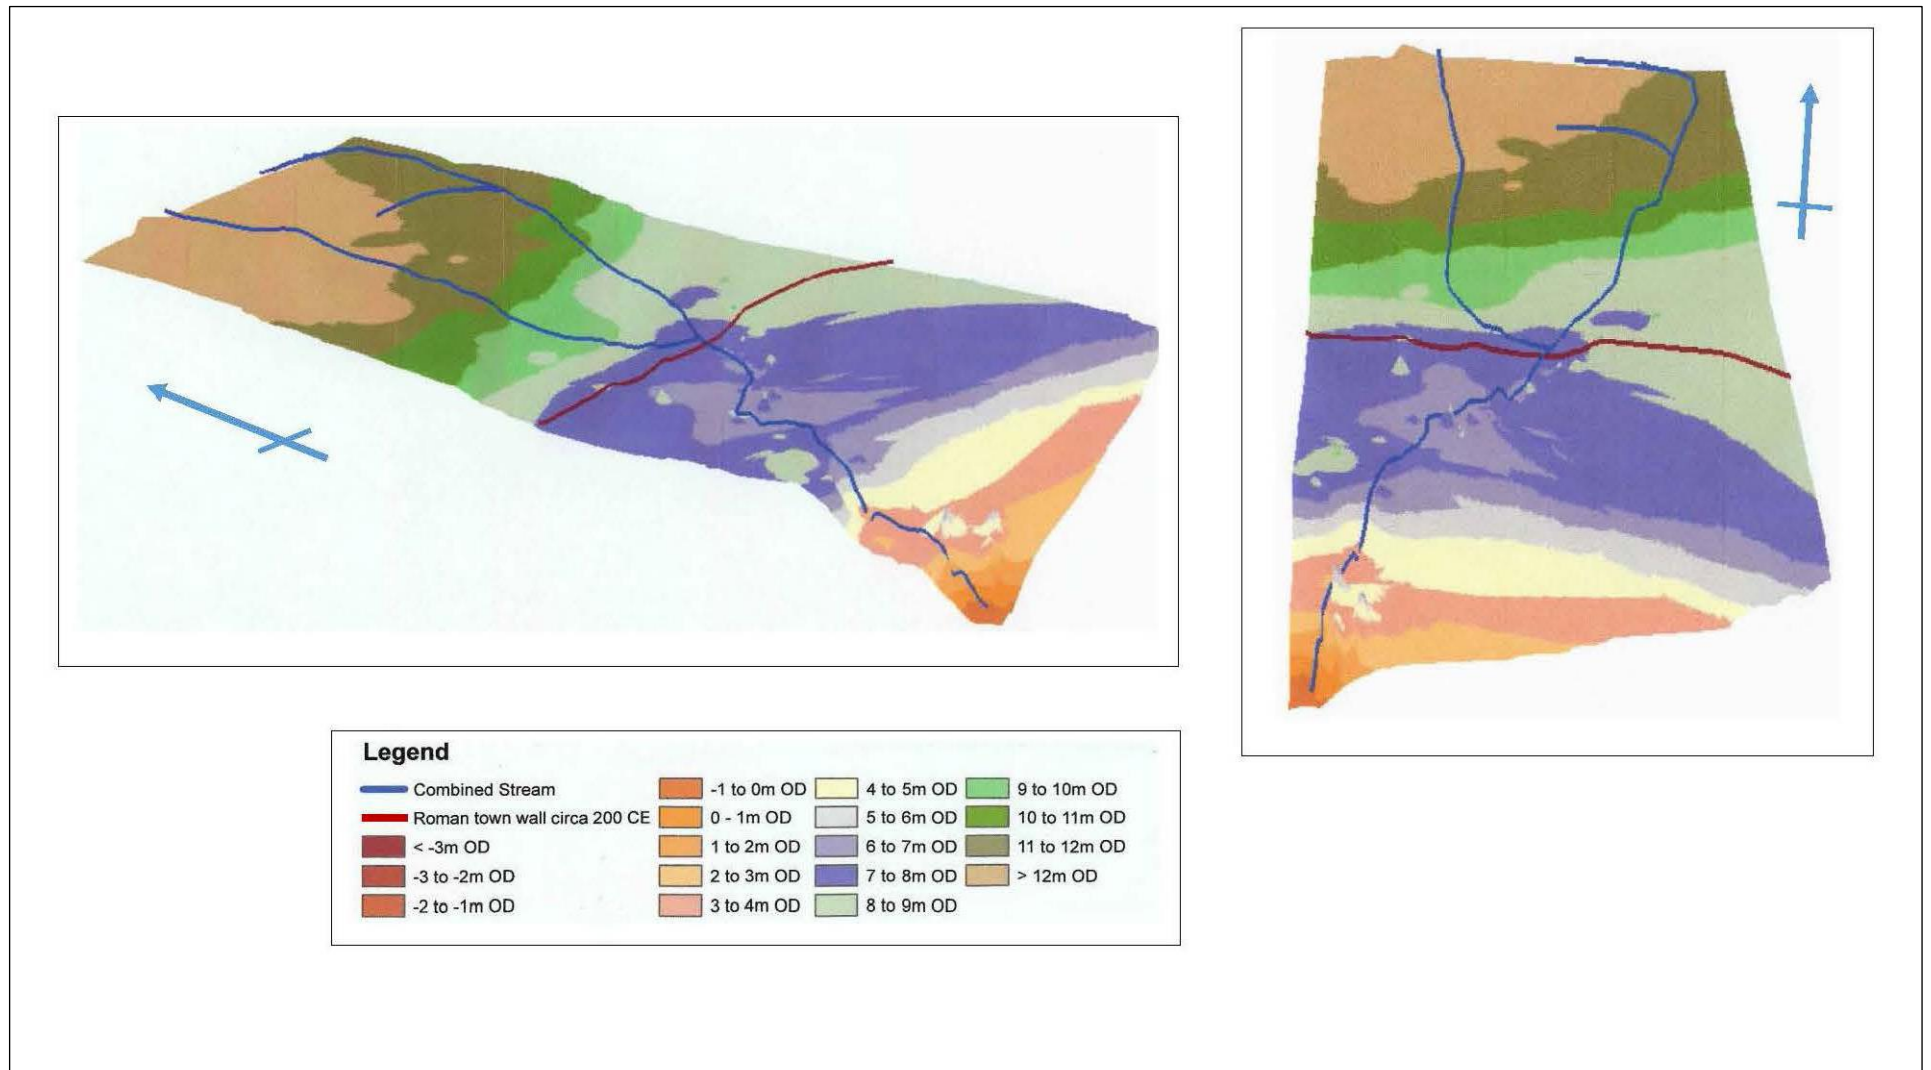 Legend
Combined Stream
Roman town wall circa 200 CE
< -3m OD
-3 to -2m OD
-2 to -1m OD
-1 to 0m OD
0 - 1m OD
1 to 2m OD
2 to 3m OD
3 to 4m OD
4 to 5m OD
5 to 6m OD
6 to 7m OD
7 to 8m OD
8 to 9m OD
9 to 10m OD
10 to 11m OD
11 to 12m OD
> 12m OD